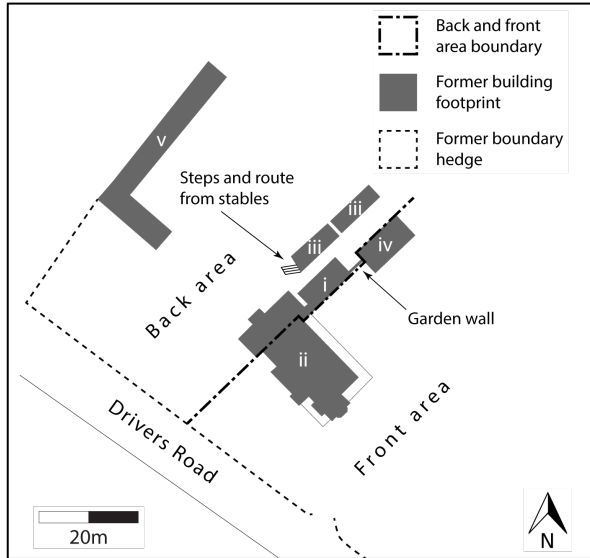 Back and front
area boundary
Former building
footprint
Former boundary
hedge
v
Steps and route
from stables
iii
iii
iv
i
Back area
Garden wall
ii
Front area
Drivers Road
20m
N